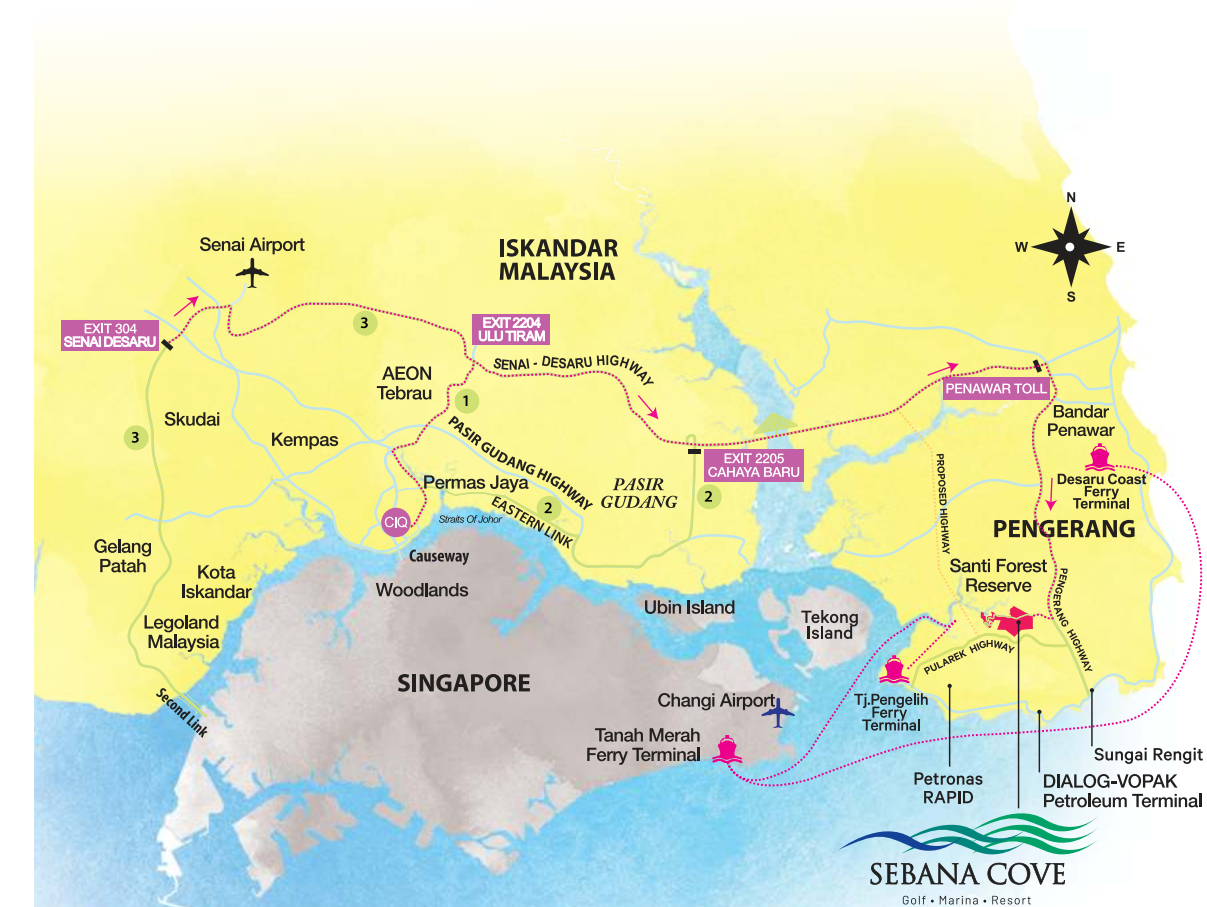 N
W
E
S
Senai Airport
ISKANDAR
MALAYSIA
EXIT 304
SENAI DESARU
3
EXIT 2204
ULU TIRAM
SENAI - DESARU HIGHWAY
AEON
Tebrau
1
PENAWAR TOLL
Skudai
3
Kempas
PASIR GUDANG HIGHWAY
Bandar
Penawar
EXIT 2205
CAHAYA BARU
Permas Jaya
PASIR
GUDANG
2
2
EASTERN LINK
Desaru Coast
Ferry
Terminal
PROPOSED HIGHWAY
PENGERANG
CIQ
Straits Of Johor
Causeway
Gelang
Patah
Kota
Iskandar
Woodlands
Santi Forest
Reserve
PENGERANG HIGHWAY
Ubin Island
Tekong
Island
Legoland
Malaysia
PULAREK HIGHWAY
SINGAPORE
Second Link
Changi Airport
Tj.Pengelih
Ferry
Terminal
Tanah Merah
Ferry Terminal
Sungai Rengit
Petronas
RAPID
DIALOG-VOPAK
Petroleum Terminal
SEBANA COVE
Golf • Marina • Resort